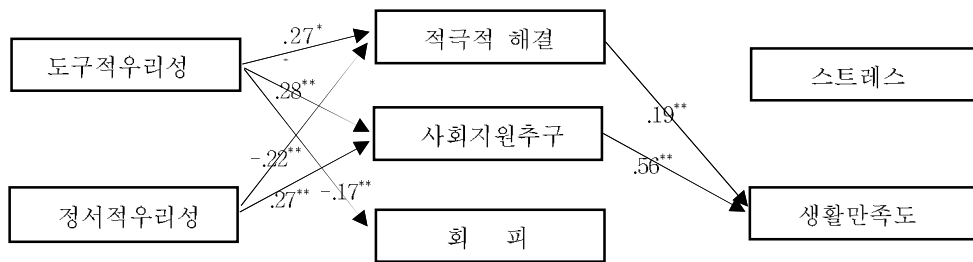 도구적우리성
정서적우리성
.27*
.28**
-.22**
.27**
-.17**
적극적 해결
사회지원추구
회 피
.19**
.56**
스트레스
생활만족도